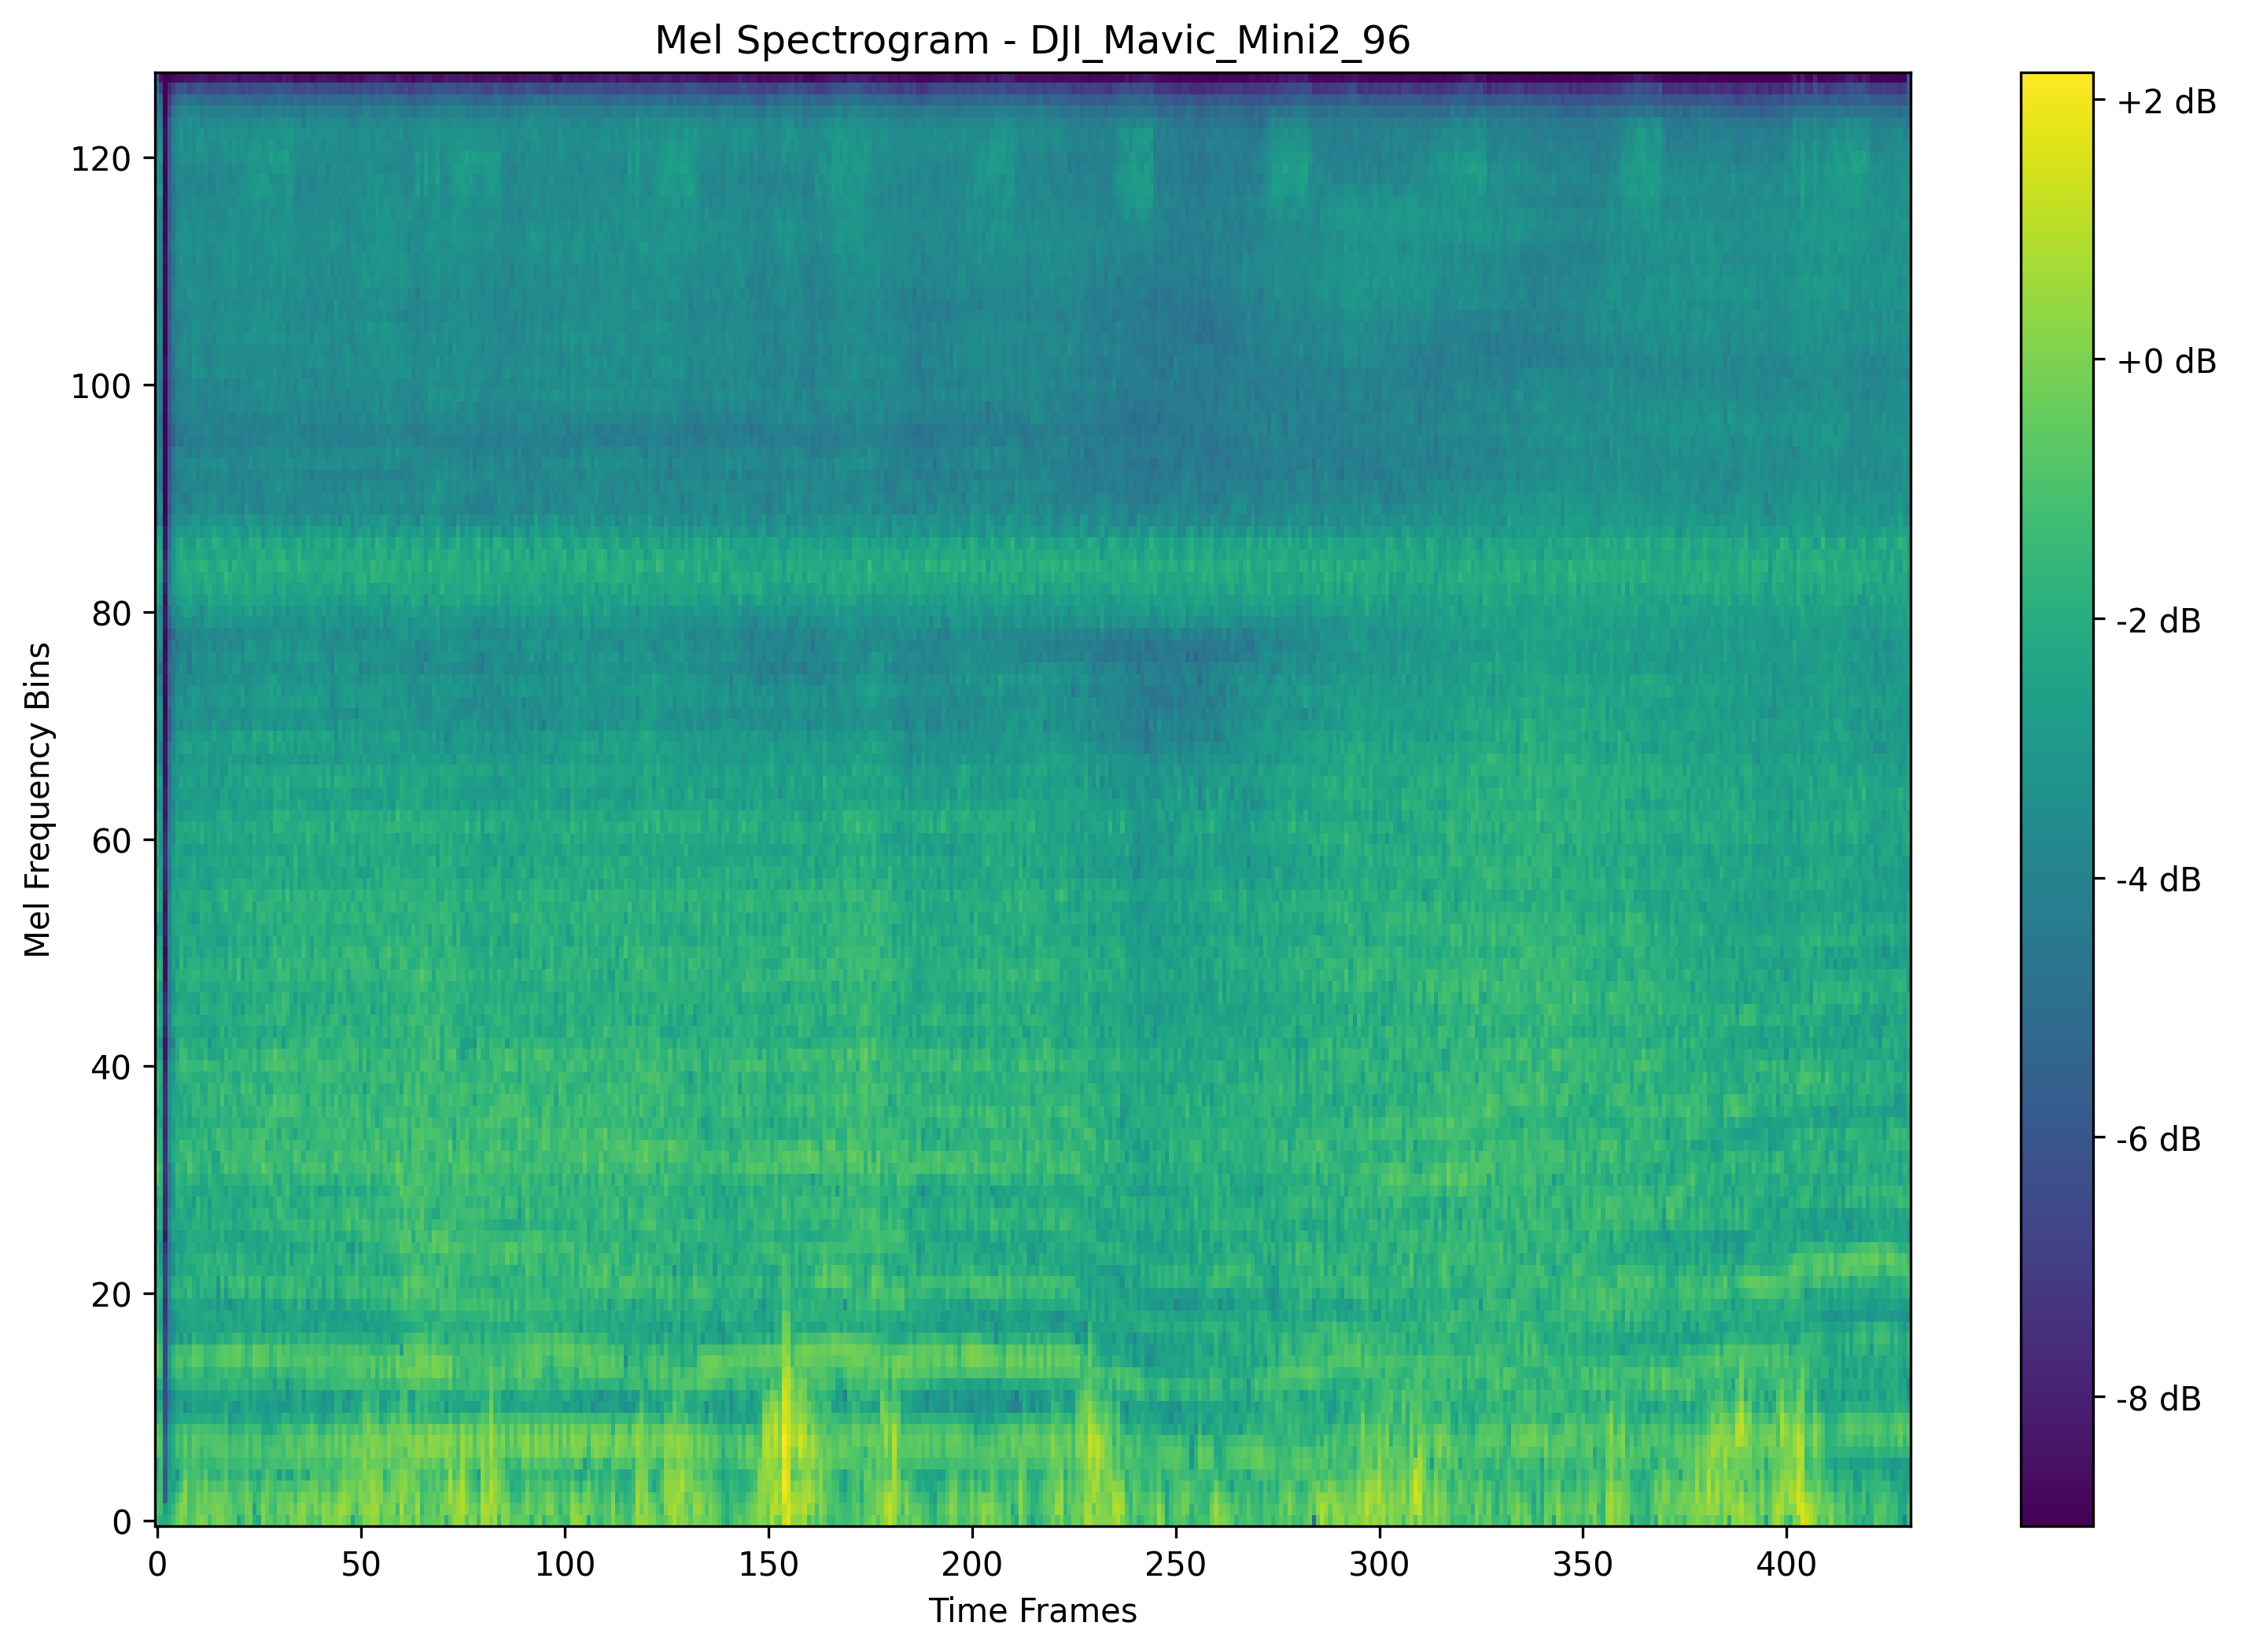 Mel Spectrogram - DJI_Mavic_Mini2_96
Mel Frequency Bins
120
100
80
60
40
20
0
0 50 100 150 200 250 300 350 400
Time Frames
+2 dB
+0 dB
-2 dB
-4 dB
-6 dB
-8 dB